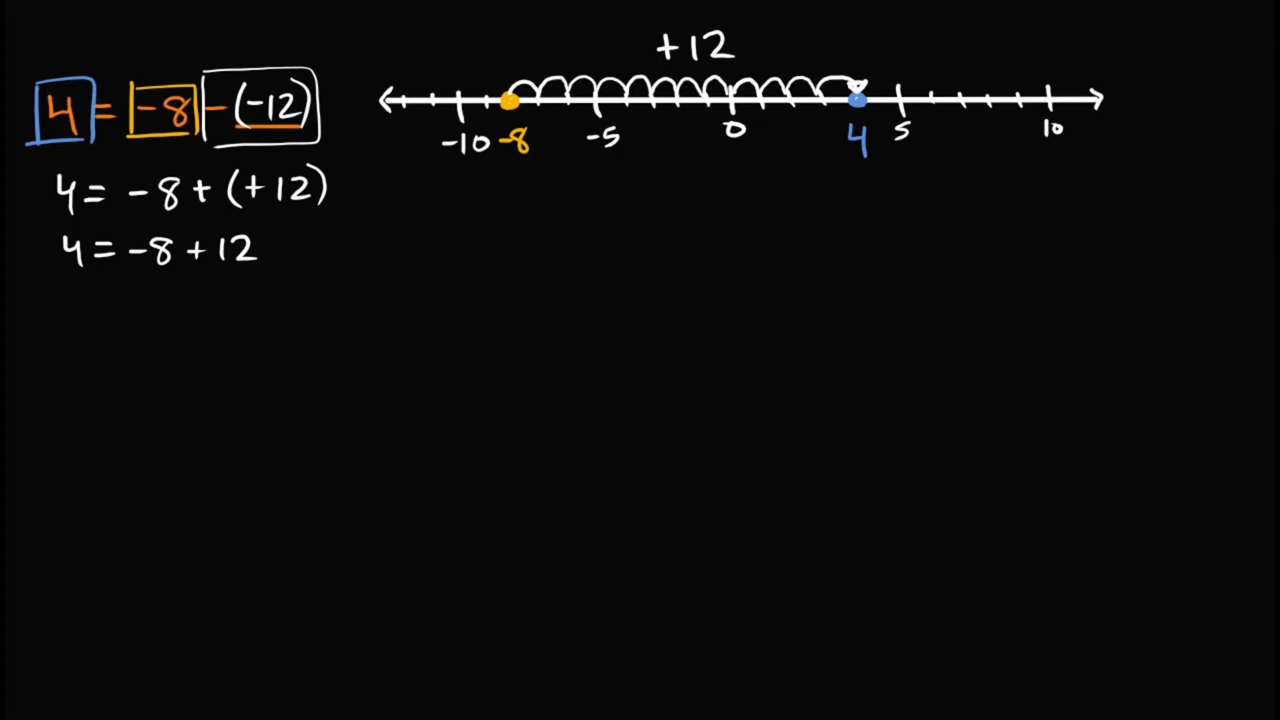 +12
4 = -8 - (-12)
-10 -8 -5 0 4 5 10
4 = -8 + (+12)
4 = -8 + 12